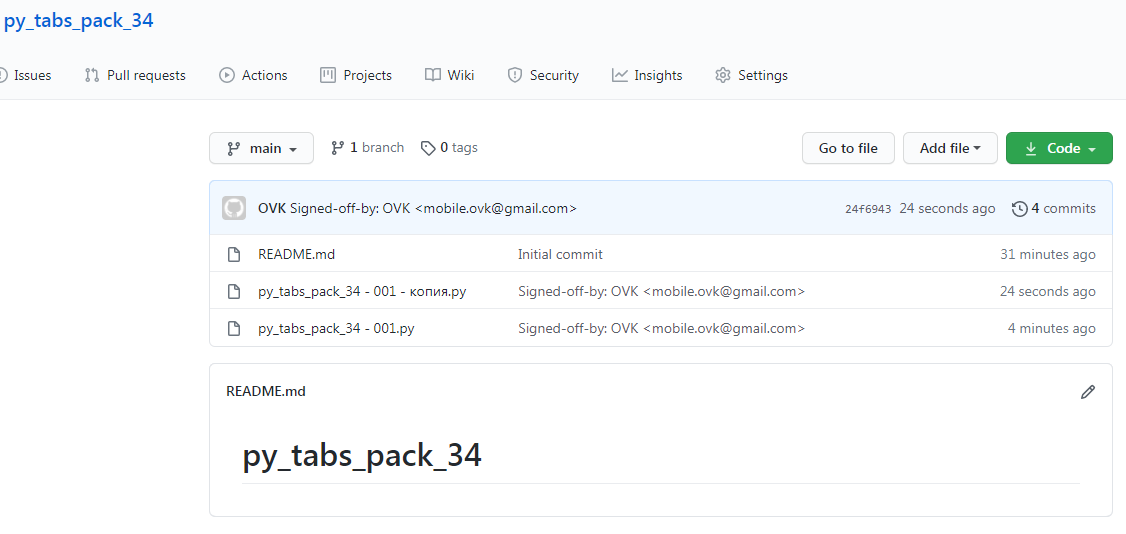 py_tabs_pack_34
Issues Pull requests Actions Projects Wiki Security Insights Settings
main 1 branch 0 tags Go to file Add file Code
OVK Signed-off-by: OVK <mobile.ovk@gmail.com> 24f6943 24 seconds ago 4 commits
README.md Initial commit 31 minutes ago
py_tabs_pack_34 - 001 - копия.py Signed-off-by: OVK <mobile.ovk@gmail.com> 24 seconds ago
py_tabs_pack_34 - 001.py Signed-off-by: OVK <mobile.ovk@gmail.com> 4 minutes ago
README.md
py_tabs_pack_34